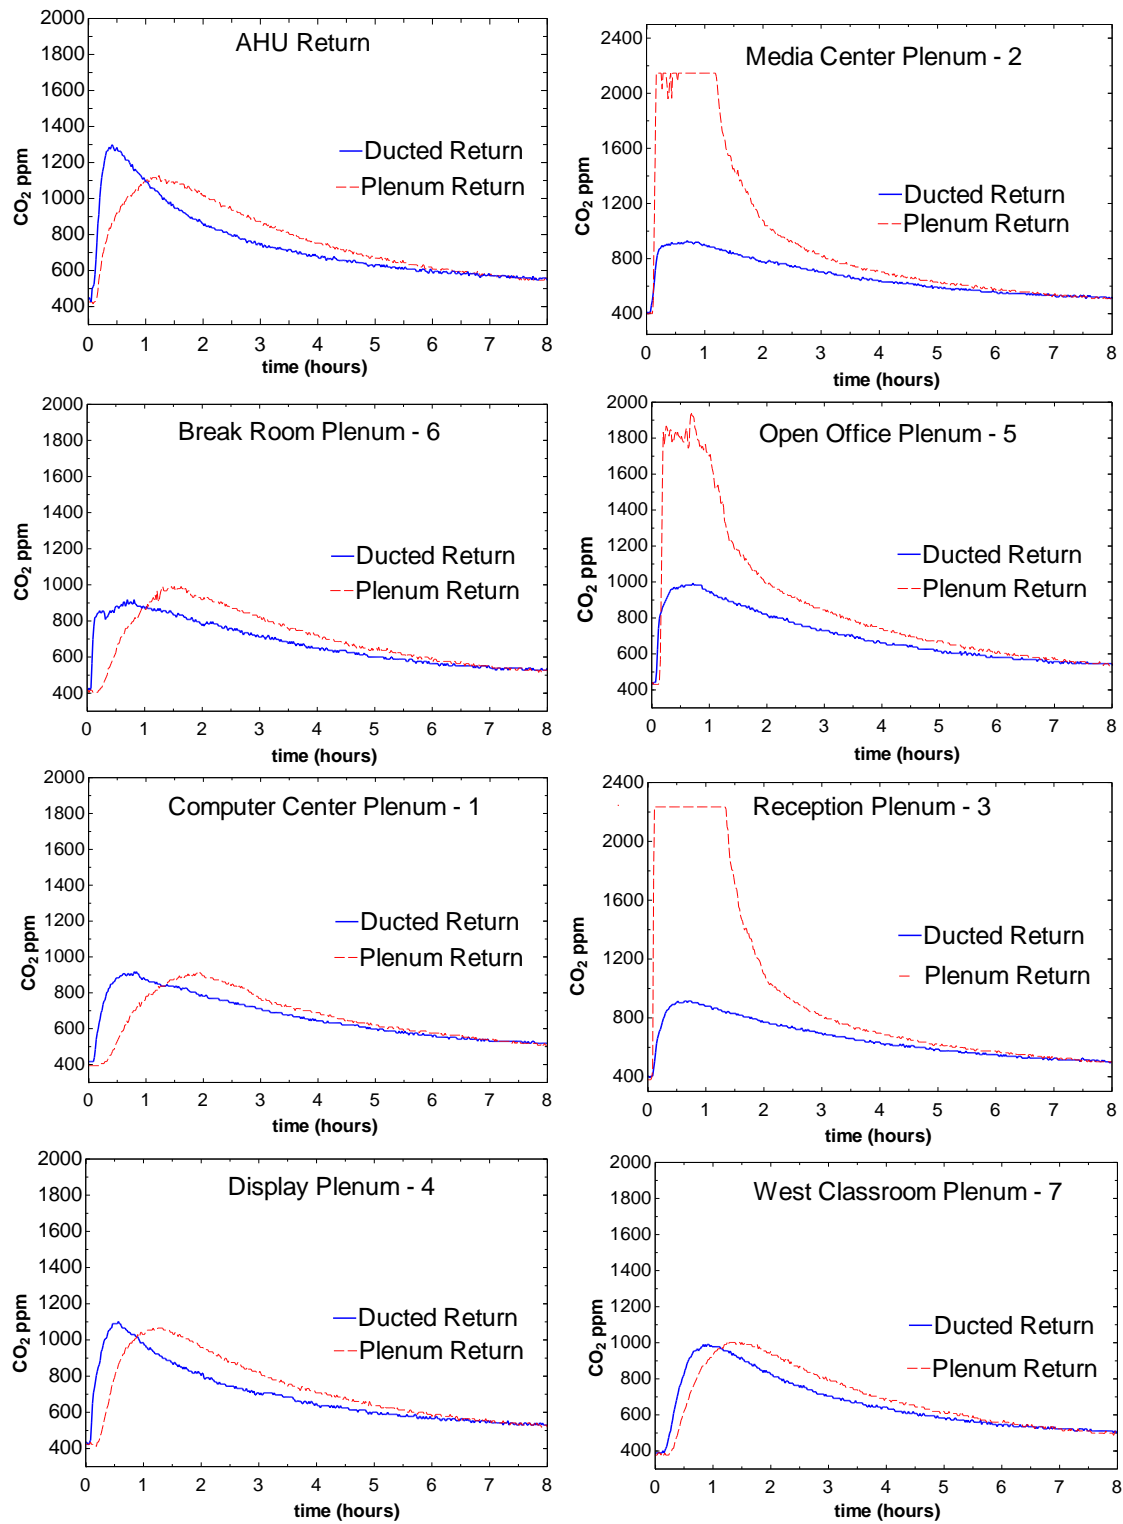 AHU Return
CO2 ppm
2000
1800
1600
1400
1200
1000
800
600
400
Ducted Return
Plenum Return
0 1 2 3 4 5 6 7 8
time (hours)
Media Center Plenum - 2
CO2 ppm
2400
2000
1600
1200
800
400
Ducted Return
Plenum Return
0 1 2 3 4 5 6 7 8
time (hours)
Break Room Plenum - 6
CO2 ppm
2000
1800
1600
1400
1200
1000
800
600
400
Ducted Return
Plenum Return
0 1 2 3 4 5 6 7 8
time (hours)
Open Office Plenum - 5
CO2 ppm
2000
1800
1600
1400
1200
1000
800
600
400
Ducted Return
Plenum Return
0 1 2 3 4 5 6 7 8
time (hours)
Computer Center Plenum - 1
CO2 ppm
2000
1800
1600
1400
1200
1000
800
600
400
Ducted Return
Plenum Return
0 1 2 3 4 5 6 7 8
time (hours)
Reception Plenum - 3
CO2 ppm
2400
2000
1600
1200
800
400
Ducted Return
Plenum Return
0 1 2 3 4 5 6 7 8
time (hours)
Display Plenum - 4
CO2 ppm
2000
1800
1600
1400
1200
1000
800
600
400
Ducted Return
Plenum Return
0 1 2 3 4 5 6 7 8
time (hours)
West Classroom Plenum - 7
CO2 ppm
2000
1800
1600
1400
1200
1000
800
600
400
Ducted Return
Plenum Return
0 1 2 3 4 5 6 7 8
time (hours)